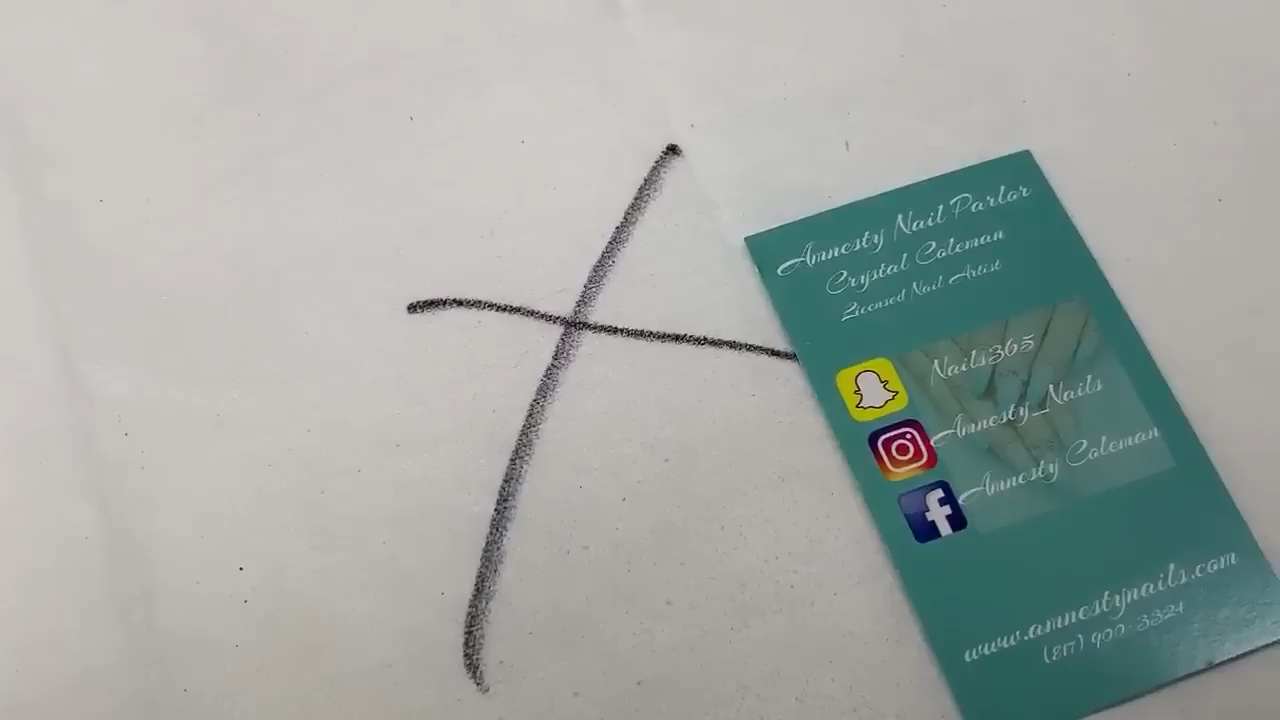 Amnesty Nail Parlor
Crystal Coleman
Licensed Nail Artist
Nails365
Amnesty_Nails
Amnesty Coleman
www.amnestynails.com
(817) 900-3324